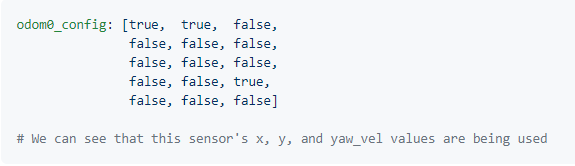 odom0_config: [true,  true,  false,
               false, false, false,
               false, false, false,
               false, false, true,
               false, false, false]
# We can see that this sensor's x, y, and yaw_vel values are being used